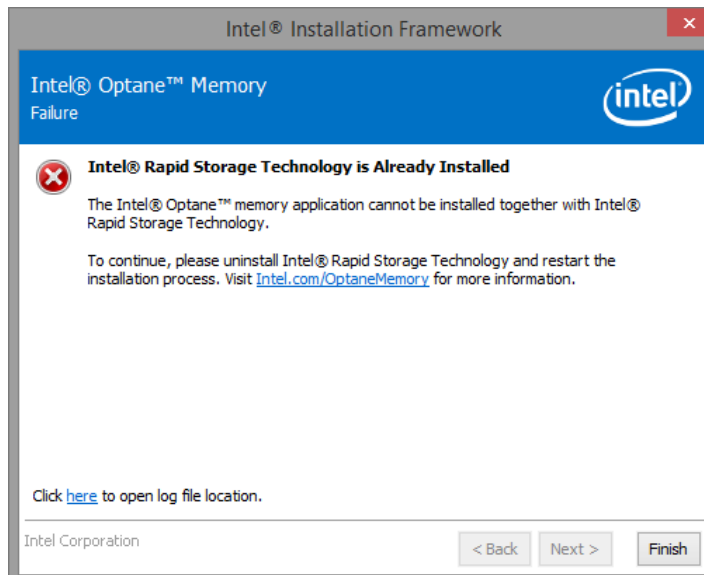 Intel® Installation Framework
Intel® Optane™ Memory
Failure
intel
Intel® Rapid Storage Technology is Already Installed
The Intel® Optane™ memory application cannot be installed together with Intel®
Rapid Storage Technology.
To continue, please uninstall Intel® Rapid Storage Technology and restart the
installation process. Visit Intel.com/OptaneMemory for more information.
Click here to open log file location.
Intel Corporation
< Back
Next >
Finish